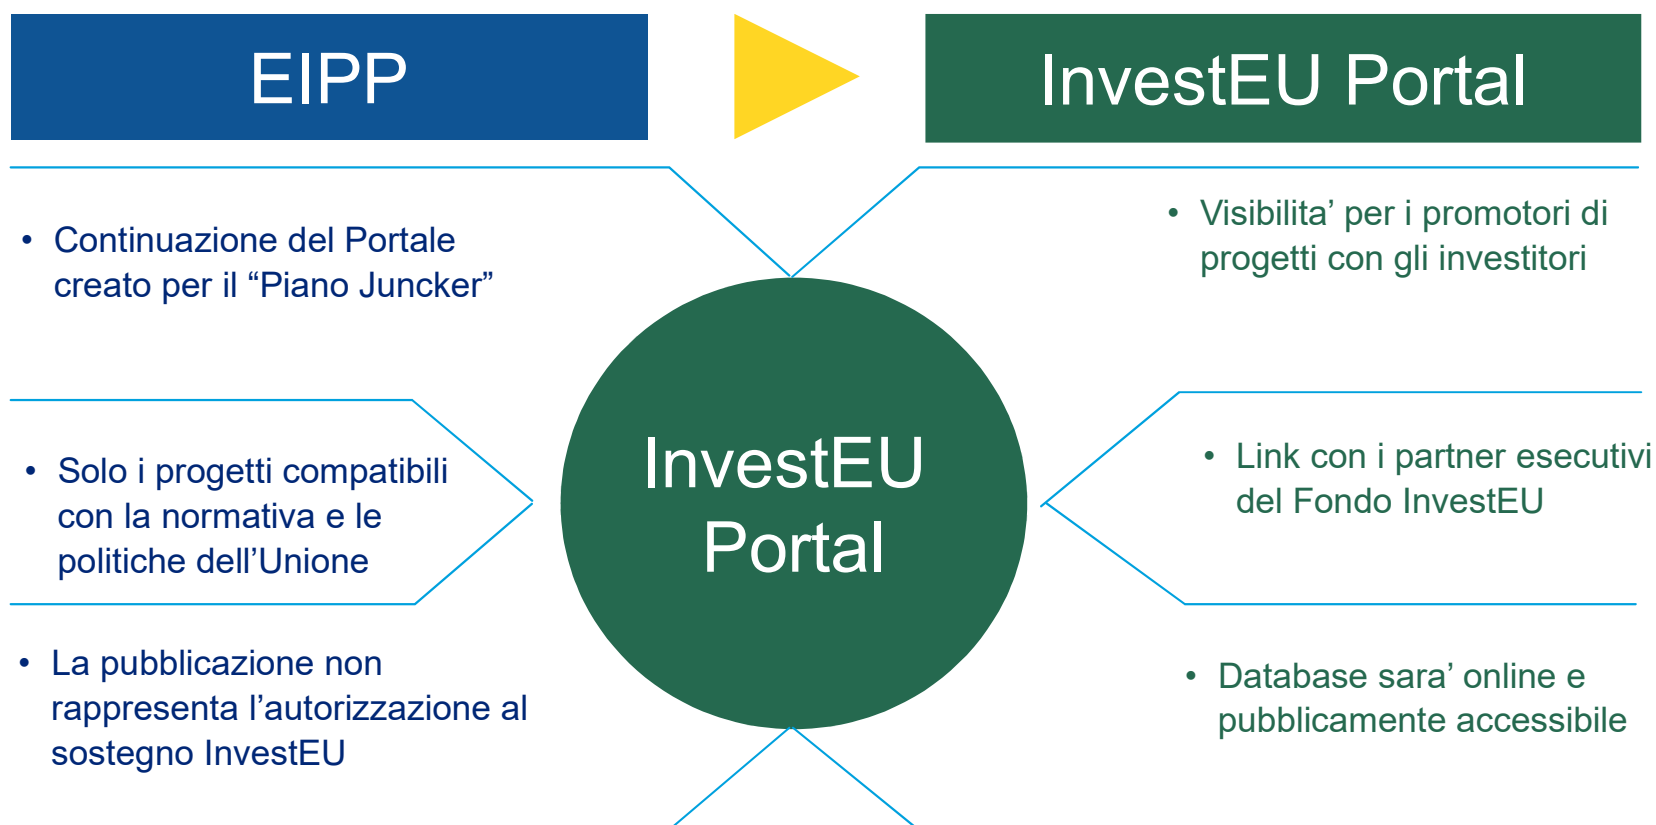 EIPP
InvestEU Portal
• Continuazione del Portale
creato per il “Piano Juncker”
• Solo i progetti compatibili
con la normativa e le
politiche dell’Unione
• La pubblicazione non
rappresenta l’autorizzazione al
sostegno InvestEU
InvestEU
Portal
• Visibilita’ per i promotori di
progetti con gli investitori
• Link con i partner esecutivi
del Fondo InvestEU
• Database sara’ online e
pubblicamente accessibile